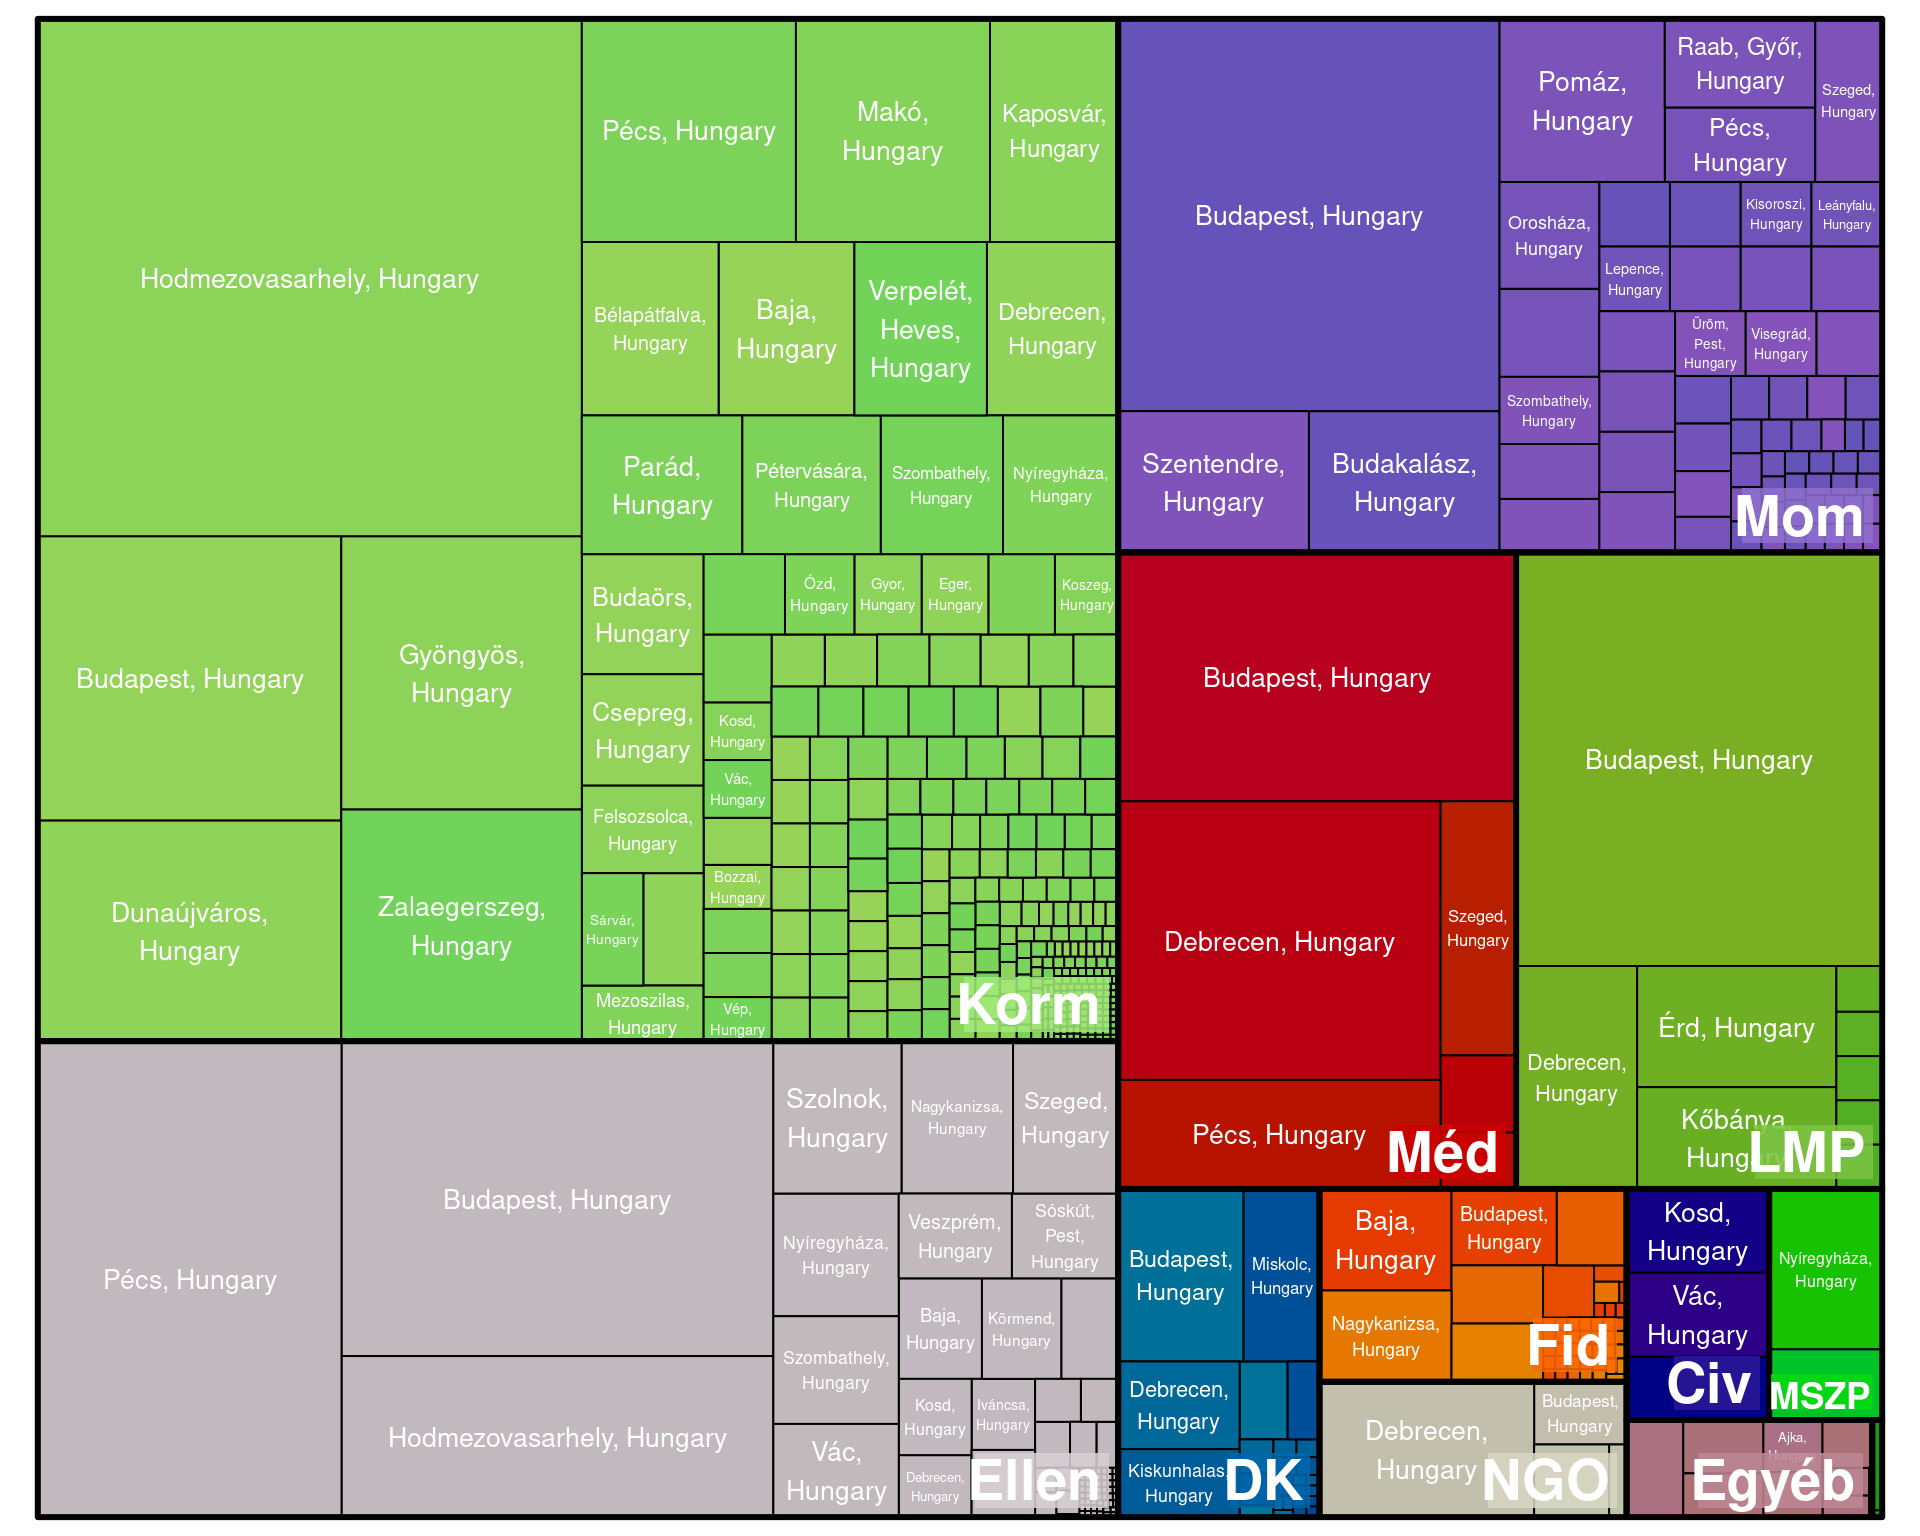 Hodmezovasarhely, Hungary
Budapest, Hungary
Gyöngyös,
Hungary
Dunaújváros,
Hungary
Zalaegerszeg,
Hungary
Pécs, Hungary
Makó,
Hungary
Kaposvár,
Hungary
Bélapátfalva,
Hungary
Baja,
Hungary
Verpelét,
Heves,
Hungary
Debrecen,
Hungary
Parád,
Hungary
Pétervására,
Hungary
Szombathely,
Hungary
Nyíregyháza,
Hungary
Budaörs,
Hungary
Ózd,
Hungary
Gyor,
Hungary
Eger,
Hungary
Koszeg,
Hungary
Csepreg,
Hungary
Kosd,
Hungary
Vác,
Hungary
Felsozsolca,
Hungary
Bozzai,
Hungary
Sárvár,
Hungary
Mezoszilas,
Hungary
Vép,
Hungary
Korm
Budapest, Hungary
Szentendre,
Hungary
Budakalász,
Hungary
Pomáz,
Hungary
Raab, Győr,
Hungary
Pécs,
Hungary
Szeged,
Hungary
Orosháza,
Hungary
Kisoroszi,
Hungary
Leányfalu,
Hungary
Lepence,
Hungary
Üröm,
Pest,
Hungary
Visegrád,
Hungary
Szombathely,
Hungary
Mom
Budapest, Hungary
Debrecen, Hungary
Szeged,
Hungary
Pécs, Hungary
Méd
Budapest, Hungary
Debrecen,
Hungary
Érd, Hungary
Kőbánya,
Hungary
LMP
Pécs, Hungary
Budapest, Hungary
Hodmezovasarhely, Hungary
Szolnok,
Hungary
Nagykanizsa,
Hungary
Szeged,
Hungary
Nyíregyháza,
Hungary
Veszprém,
Hungary
Sóskút,
Pest,
Hungary
Szombathely,
Hungary
Baja,
Hungary
Körmend,
Hungary
Vác,
Hungary
Kosd,
Hungary
Iváncsa,
Hungary
Debrecen,
Hungary
Ellen
Budapest,
Hungary
Miskolc,
Hungary
Debrecen,
Hungary
Kiskunhalas,
Hungary
DK
Baja,
Hungary
Budapest,
Hungary
Nagykanizsa,
Hungary
Fid
Debrecen,
Hungary
Budapest,
Hungary
NGO
Kosd,
Hungary
Vác,
Hungary
Civ
Nyíregyháza,
Hungary
MSZP
Ajka,
Hungary
Egyéb